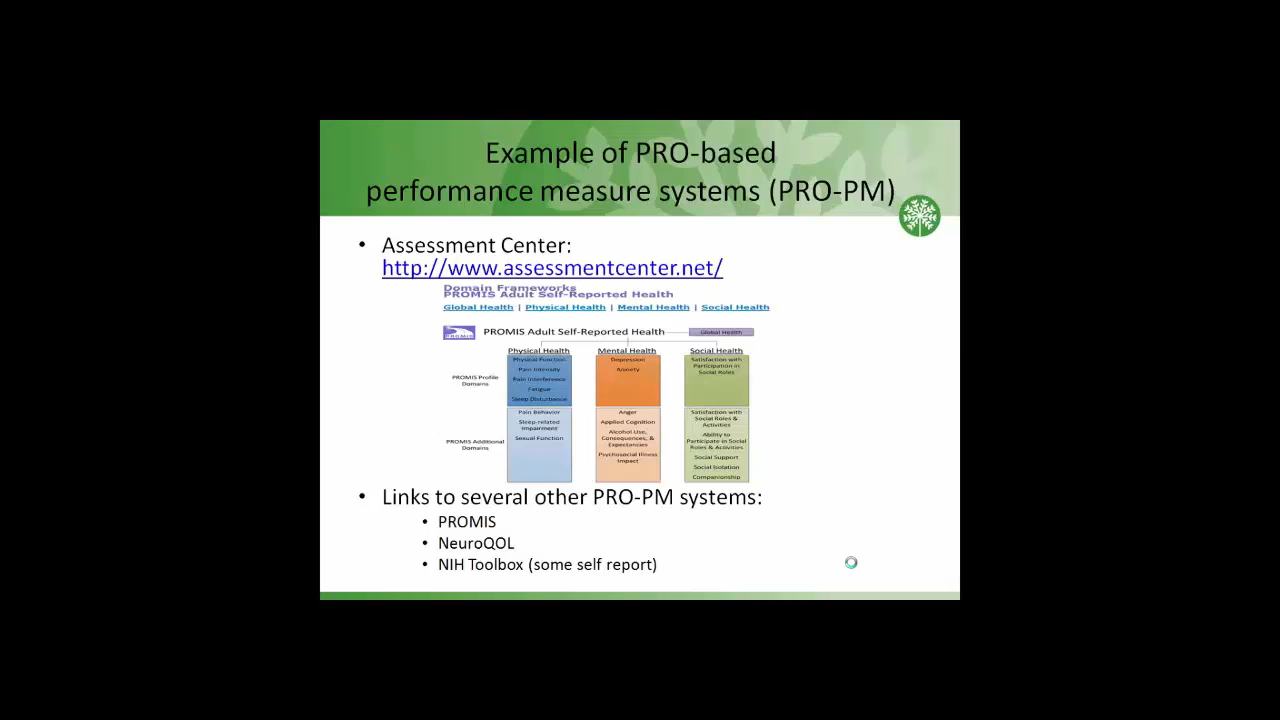 Example of PRO-based
performance measure systems (PRO-PM)
• Assessment Center:
http://www.assessmentcenter.net/
Domain Frameworks
PROMIS Adult Self-Reported Health
Global Health | Physical Health | Mental Health | Social Health
PROMIS
PROMIS Adult Self-Reported Health
Global Health
Physical Health
Mental Health
Social Health
PROMIS Profile
Domains
Physical Function
Pain Intensity
Pain Interference
Fatigue
Sleep Disturbance
Depression
Anxiety
Satisfaction with
Participation in
Social Roles
PROMIS Additional
Domains
Pain Behavior
Sleep-related
Impairment
Sexual Function
Anger
Applied Cognition
Alcohol Use,
Consequences, &
Expectancies
Psychosocial Illness
Impact
Satisfaction with
Social Roles &
Activities
Ability to
Participate in Social
Roles & Activities
Social Support
Social Isolation
Companionship
• Links to several other PRO-PM systems:
• PROMIS
• NeuroQOL
• NIH Toolbox (some self report)